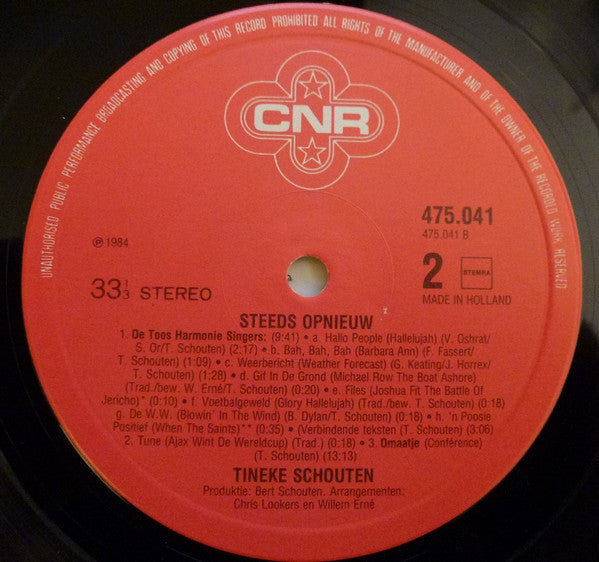 UNAUTHORISED PUBLIC PERFORMANCE BROADCASTING AND COPYING OF THIS RECORD PROHIBITED ALL RIGHTS OF THE MANUFACTURER AND OF THE OWNER OF THE RECORDED WORK RESERVED
CNR
475.041
475.041 B
℗ 1984
2
STEMRA
33 1/3 STEREO
MADE IN HOLLAND
STEEDS OPNIEUW
1. De Toos Harmonie Singers: (9:41) • a. Hallo People (Hallelujah) (V. Oshrat/
S. Or/T. Schouten) (2:17) • b. Bah, Bah, Bah (Barbara Ann) (F. Fassert/
T. Schouten) (1:09) • c. Weerbericht (Weather Forecast) (G. Keating/J. Horrex/
T. Schouten) (1:28) • d. Gif In De Grond (Michael Row The Boat Ashore)
(Trad./bew. W. Erné/T. Schouten) (0:20) • e. Files (Joshua Fit The Battle Of
Jericho)* (0:10) • f. Voetbalgeweld (Glory Hallelujah) (Trad./bew. T. Schouten) (0:18)
g. De W.W. (Blowin' In The Wind) (B. Dylan/T. Schouten) (0:18) • h. 'n Poosie
Positief (When The Saints)** (0:35) • (Verbindende teksten (T. Schouten) (3:06)
2. Tune (Ajax Wint De Wereldcup) (Trad.) (0:18) • 3. Omaatje (Conférence)
(T. Schouten) (13:13)
TINEKE SCHOUTEN
Produktie: Bert Schouten. Arrangementen:
Chris Lookers en Willem Erné